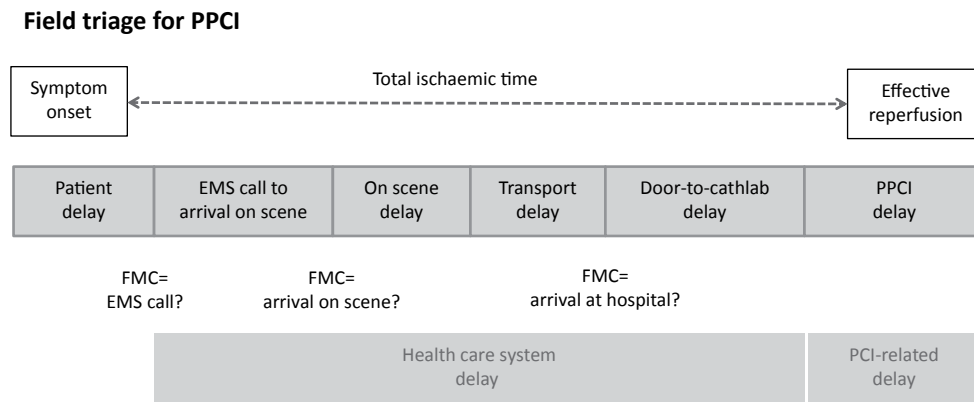 Field triage for PPCI
Symptom
onset
Total ischaemic time
Effective
reperfusion
Patient
delay
EMS call to
arrival on scene
On scene
delay
Transport
delay
Door-to-cathlab
delay
PPCI
delay
FMC=
EMS call?
FMC=
arrival on scene?
FMC=
arrival at hospital?
Health care system
delay
PCI-related
delay